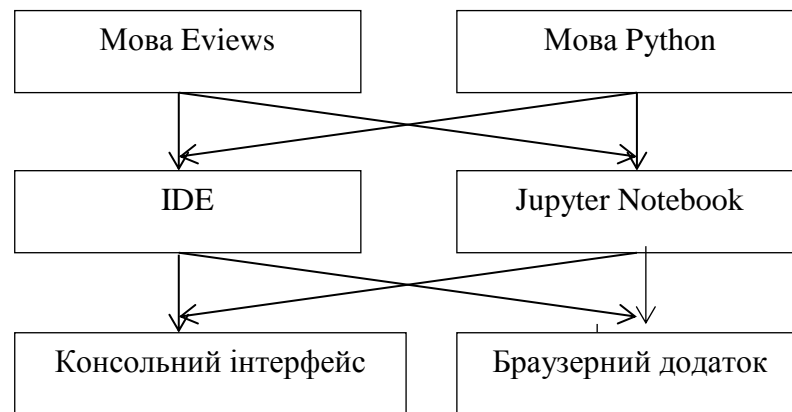 Мова Eviews
Мова Python
IDE
Jupyter Notebook
Консольний інтерфейс
Браузерний додаток